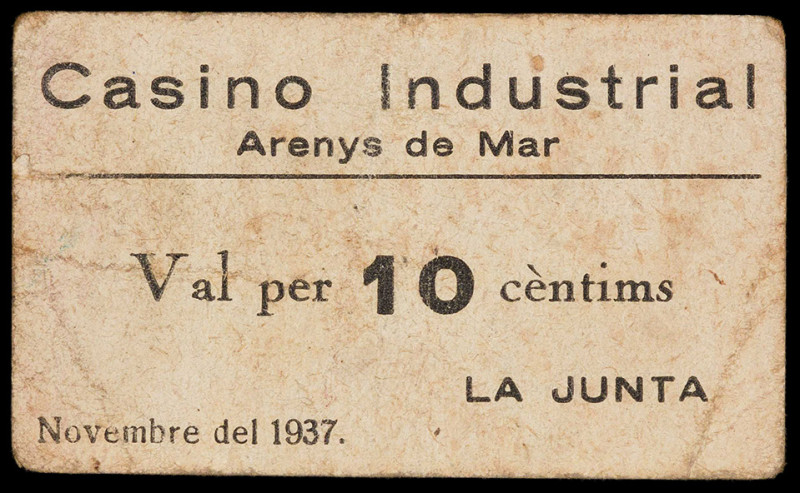 Casino Industrial
Arenys de Mar
Val per 10 cèntims
LA JUNTA
Novembre del 1937.